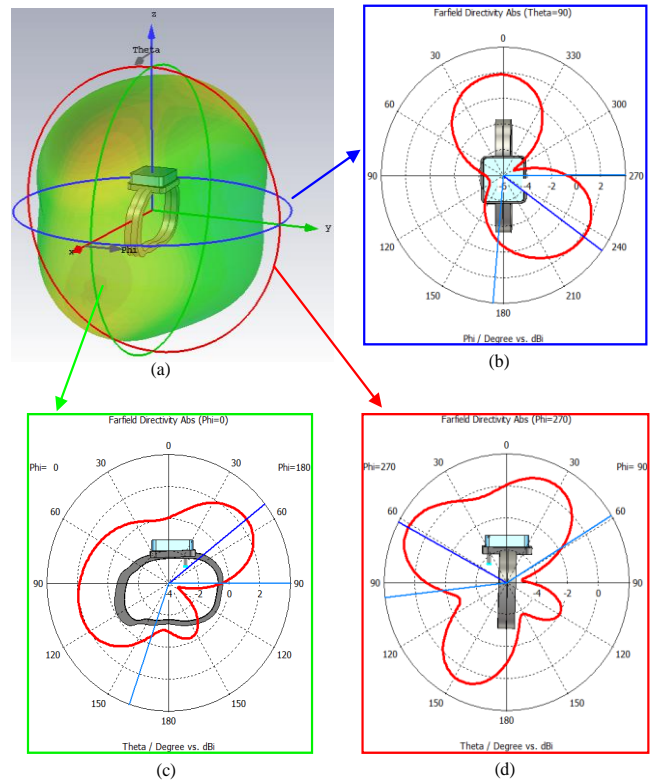 z
Theta
y
x
Phi
(a)
Farfield Directivity Abs (Theta=90)
0
30
330
60
300
90
-4
-2
0
2
270
120
240
150
210
180
Phi / Degree vs. dBi
(b)
Farfield Directivity Abs (Phi=0)
0
30
30
Phi= 0
Phi=180
60
60
90
-4
-2
0
90
120
120
150
150
180
Theta / Degree vs. dBi
(c)
Farfield Directivity Abs (Phi=270)
0
30
30
Phi=270
Phi= 90
60
60
90
-4
-2
0
90
120
120
150
150
180
Theta / Degree vs. dBi
(d)